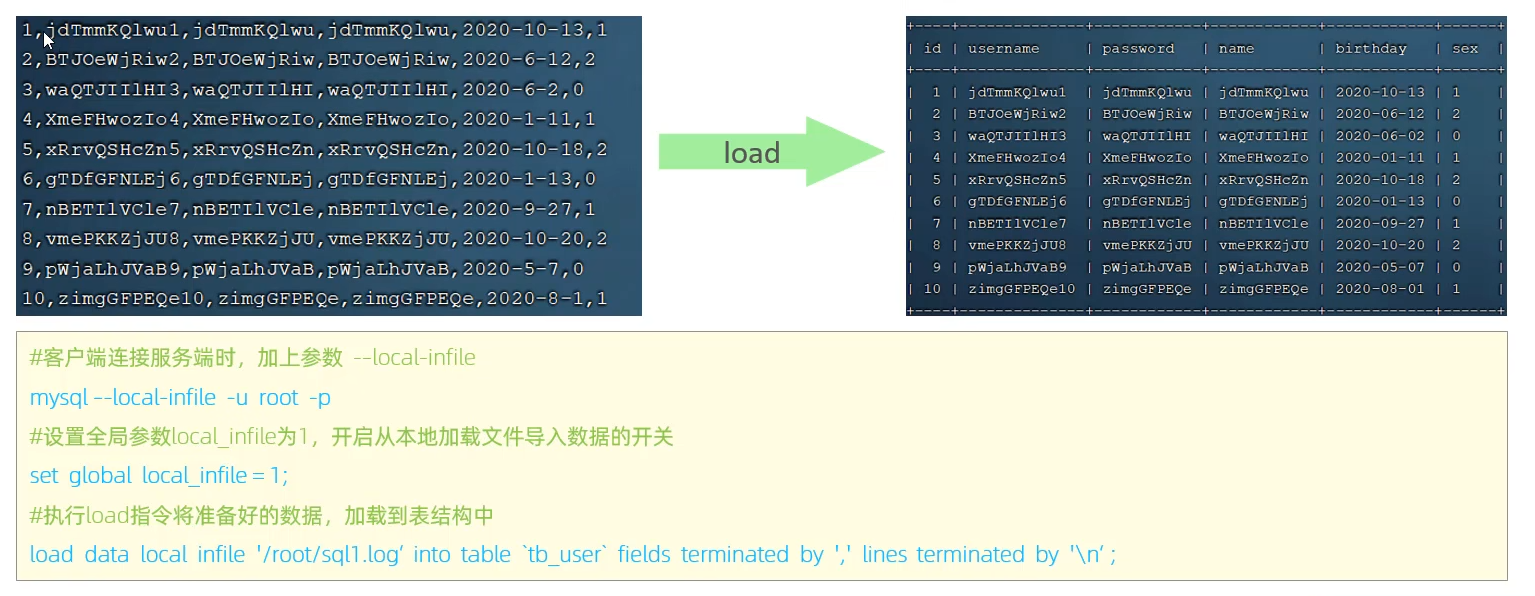 1,jdTmmKQlwu1,jdTmmKQlwu,jdTmmKQlwu,2020-10-13,1
2,BTJOeWjRiw2,BTJOeWjRiw,BTJOeWjRiw,2020-6-12,2
3,waQTJIIlHI3,waQTJIIlHI,waQTJIIlHI,2020-6-2,0
4,XmeFHwozIo4,XmeFHwozIo,XmeFHwozIo,2020-1-11,1
5,xRrvQSHcZn5,xRrvQSHcZn,xRrvQSHcZn,2020-10-18,2
6,gTDfGFNLEj6,gTDfGFNLEj,gTDfGFNLEj,2020-1-13,0
7,nBETIlVCle7,nBETIlVCle,nBETIlVCle,2020-9-27,1
8,vmePKKZjJU8,vmePKKZjJU,vmePKKZjJU,2020-10-20,2
9,pWjaLhJVaB9,pWjaLhJVaB,pWjaLhJVaB,2020-5-7,0
10,zimgGFPEQe10,zimgGFPEQe,zimgGFPEQe,2020-8-1,1
load
| id | username | password | name | birthday | sex |
| 1 | jdTmmKQlwu1 | jdTmmKQlwu | jdTmmKQlwu | 2020-10-13 | 1 |
| 2 | BTJOeWjRiw2 | BTJOeWjRiw | BTJOeWjRiw | 2020-06-12 | 2 |
| 3 | waQTJIIlHI3 | waQTJIIlHI | waQTJIIlHI | 2020-06-02 | 0 |
| 4 | XmeFHwozIo4 | XmeFHwozIo | XmeFHwozIo | 2020-01-11 | 1 |
| 5 | xRrvQSHcZn5 | xRrvQSHcZn | xRrvQSHcZn | 2020-10-18 | 2 |
| 6 | gTDfGFNLEj6 | gTDfGFNLEj | gTDfGFNLEj | 2020-01-13 | 0 |
| 7 | nBETIlVCle7 | nBETIlVCle | nBETIlVCle | 2020-09-27 | 1 |
| 8 | vmePKKZjJU8 | vmePKKZjJU | vmePKKZjJU | 2020-10-20 | 2 |
| 9 | pWjaLhJVaB9 | pWjaLhJVaB | pWjaLhJVaB | 2020-05-07 | 0 |
| 10 | zimgGFPEQe10 | zimgGFPEQe | zimgGFPEQe | 2020-08-01 | 1 |
#客户端连接服务端时，加上参数 --local-infile
mysql --local-infile -u root -p
#设置全局参数local_infile为1，开启从本地加载文件导入数据的开关
set global local_infile = 1;
#执行load指令将准备好的数据，加载到表结构中
load data local infile '/root/sql1.log’ into table `tb_user` fields terminated by ',' lines terminated by '\n’ ;